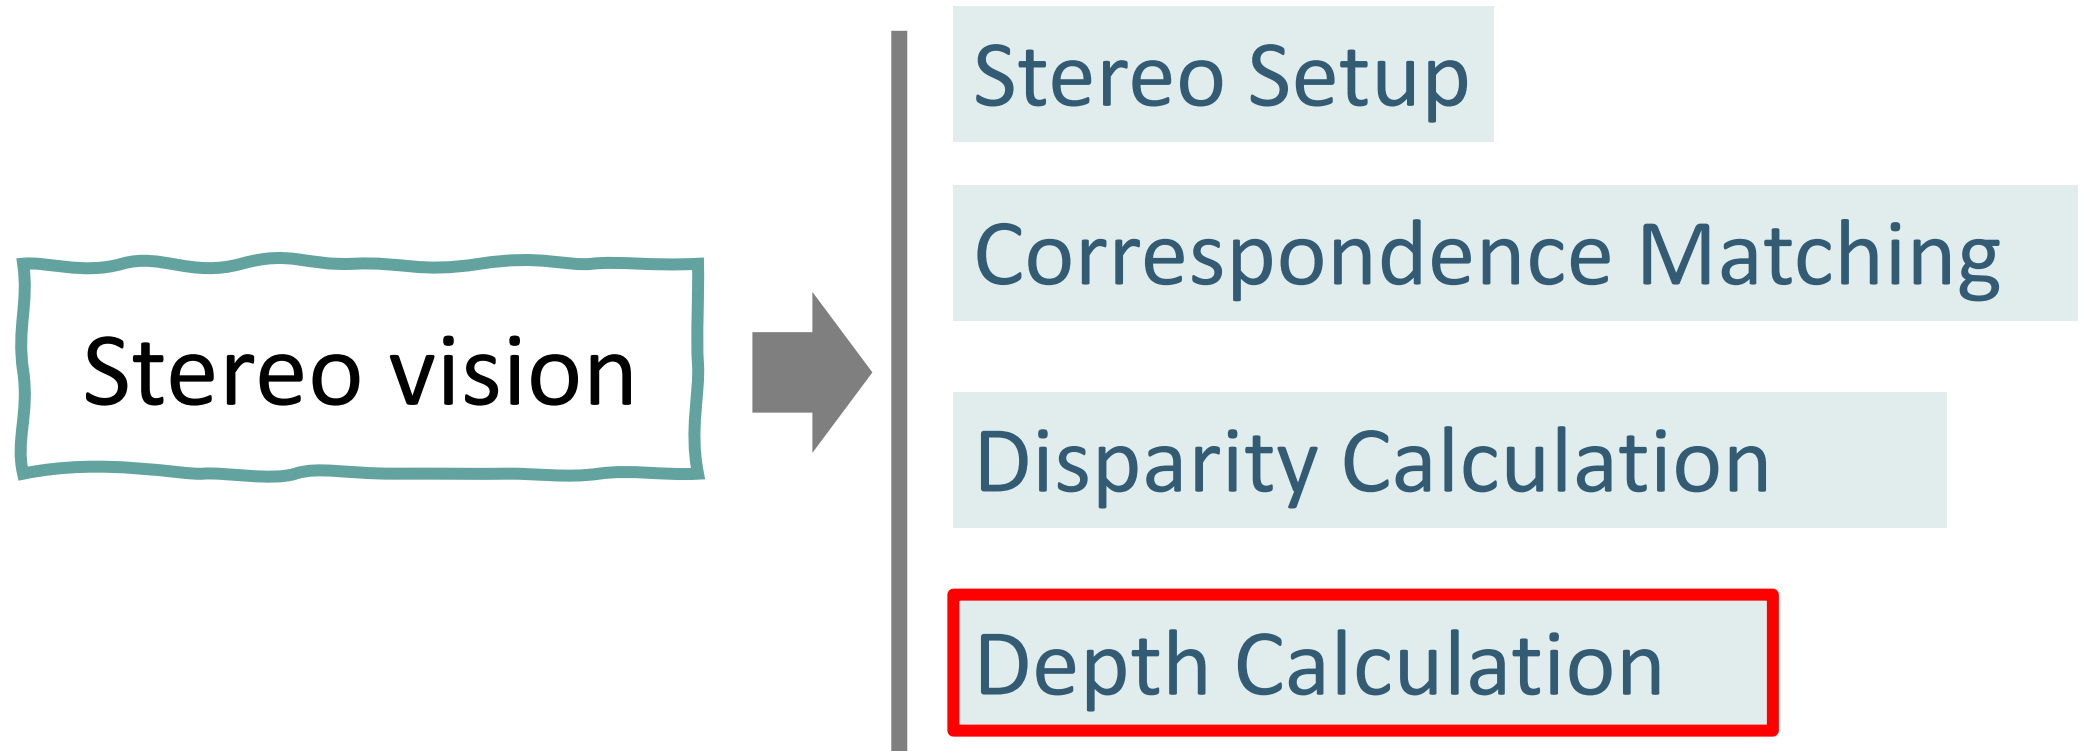 Stereo vision
Stereo Setup
Correspondence Matching
Disparity Calculation
Depth Calculation